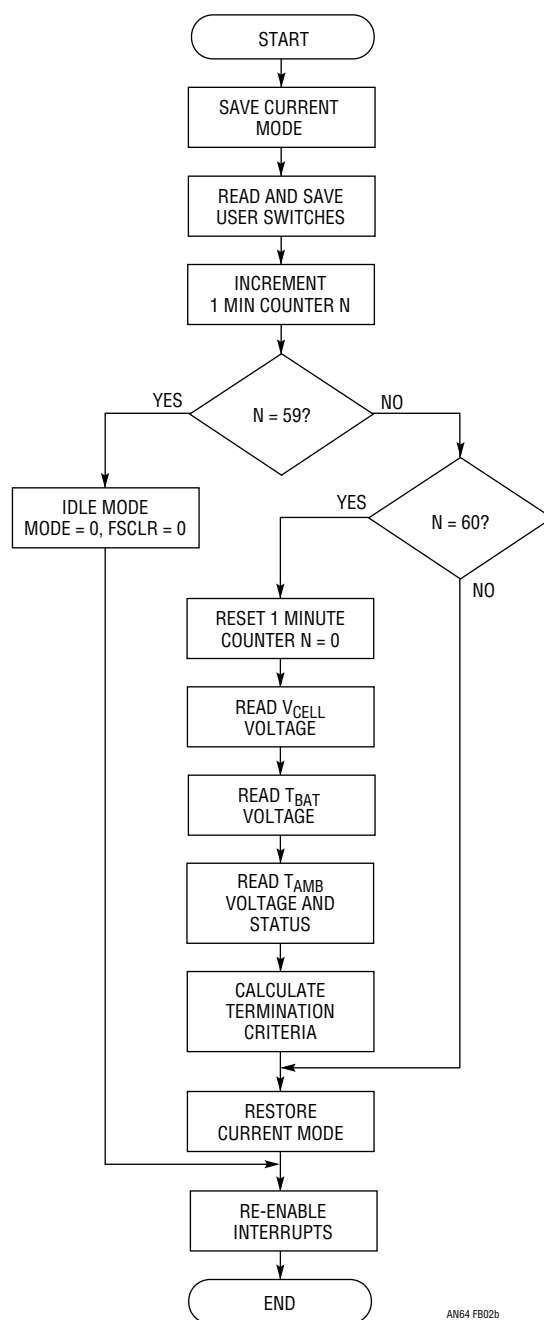 START
SAVE CURRENT
MODE
READ AND SAVE
USER SWITCHES
INCREMENT
1 MIN COUNTER N
YES
N = 59?
NO
IDLE MODE
MODE = 0, FSCLR = 0
YES
N = 60?
NO
RESET 1 MINUTE
COUNTER N = 0
READ VCELL
VOLTAGE
READ TBAT
VOLTAGE
READ TAMB
VOLTAGE AND
STATUS
CALCULATE
TERMINATION
CRITERIA
RESTORE
CURRENT MODE
RE-ENABLE
INTERRUPTS
END
AN64 FB02b